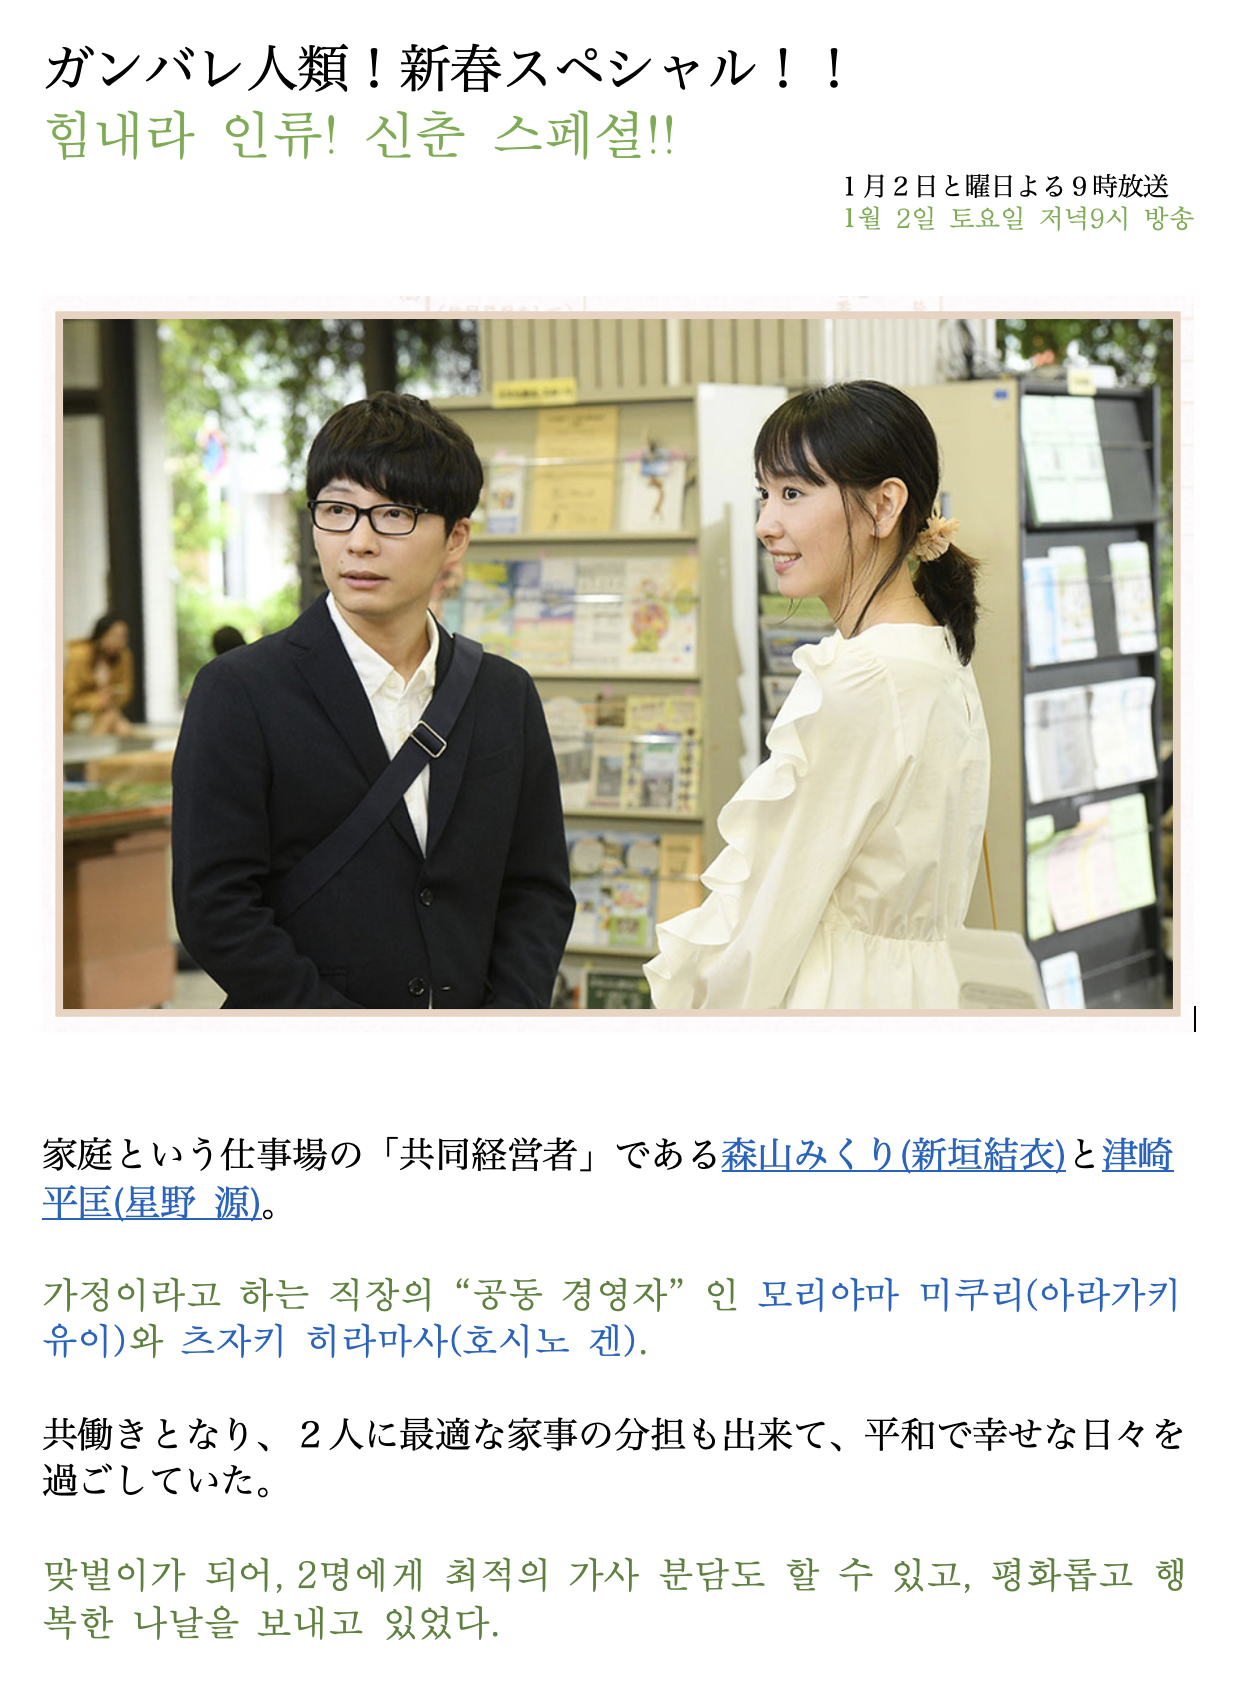 ガンバレ人類！新春スペシャル！！
힘내라 인류! 신춘 스페셜!!
１月２日と曜日よる９時放送
1월 2일 토요일 저녁9시 방송
家庭という仕事場の「共同経営者」である森山みくり(新垣結衣)と津崎
平匡(星野 源)。
가정이라고 하는 직장의 “공동 경영자” 인 모리야마 미쿠리(아라가키
유이)와 츠자키 히라마사(호시노 겐).
共働きとなり、２人に最適な家事の分担も出来て、平和で幸せな日々を
過ごしていた。
맞벌이가 되어, 2명에게 최적의 가사 분담도 할 수 있고, 평화롭고 행
복한 나날을 보내고 있었다.